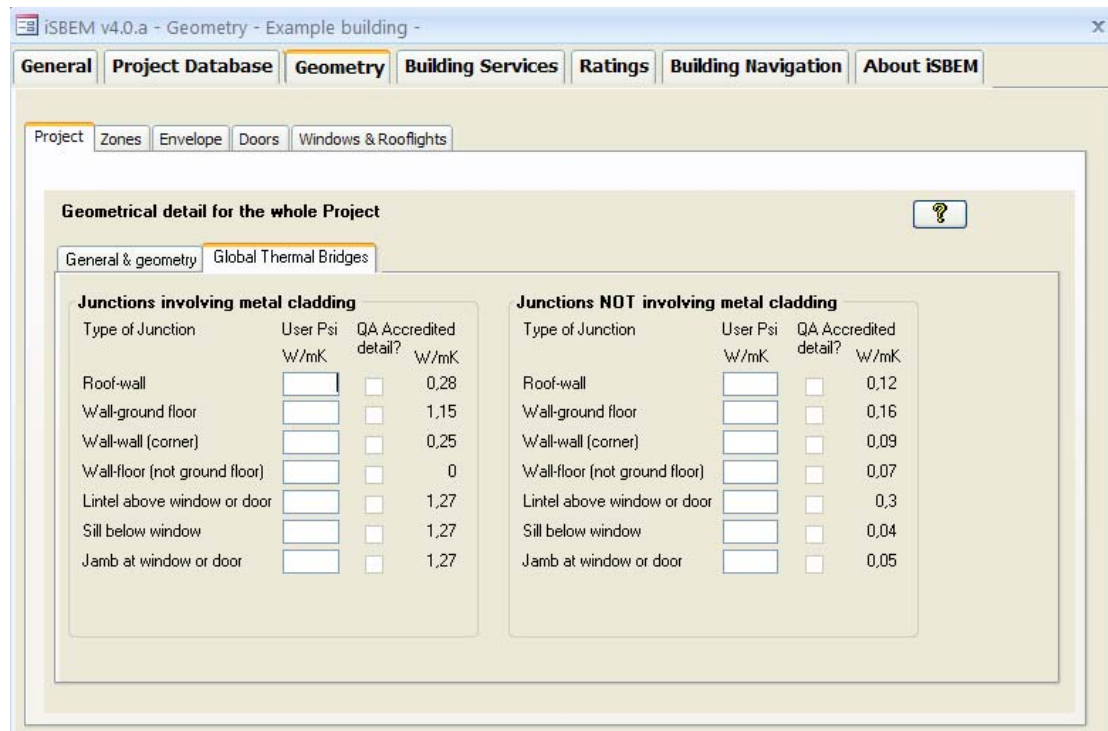 iSBEM v4.0.a - Geometry - Example building -
x
General Project Database Geometry Building Services Ratings Building Navigation About iSBEM
Project Zones Envelope Doors Windows & Rooflights
Geometrical detail for the whole Project
?
General & geometry Global Thermal Bridges
Junctions involving metal cladding
Type of Junction User Psi QA Accredited
W/mK detail? W/mK
Roof-wall 0,28
Wall-ground floor 1,15
Wall-wall (corner) 0,25
Wall-floor (not ground floor) 0
Lintel above window or door 1,27
Sill below window 1,27
Jamb at window or door 1,27
Junctions NOT involving metal cladding
Type of Junction User Psi QA Accredited
W/mK detail? W/mK
Roof-wall 0,12
Wall-ground floor 0,16
Wall-wall (corner) 0,09
Wall-floor (not ground floor) 0,07
Lintel above window or door 0,3
Sill below window 0,04
Jamb at window or door 0,05